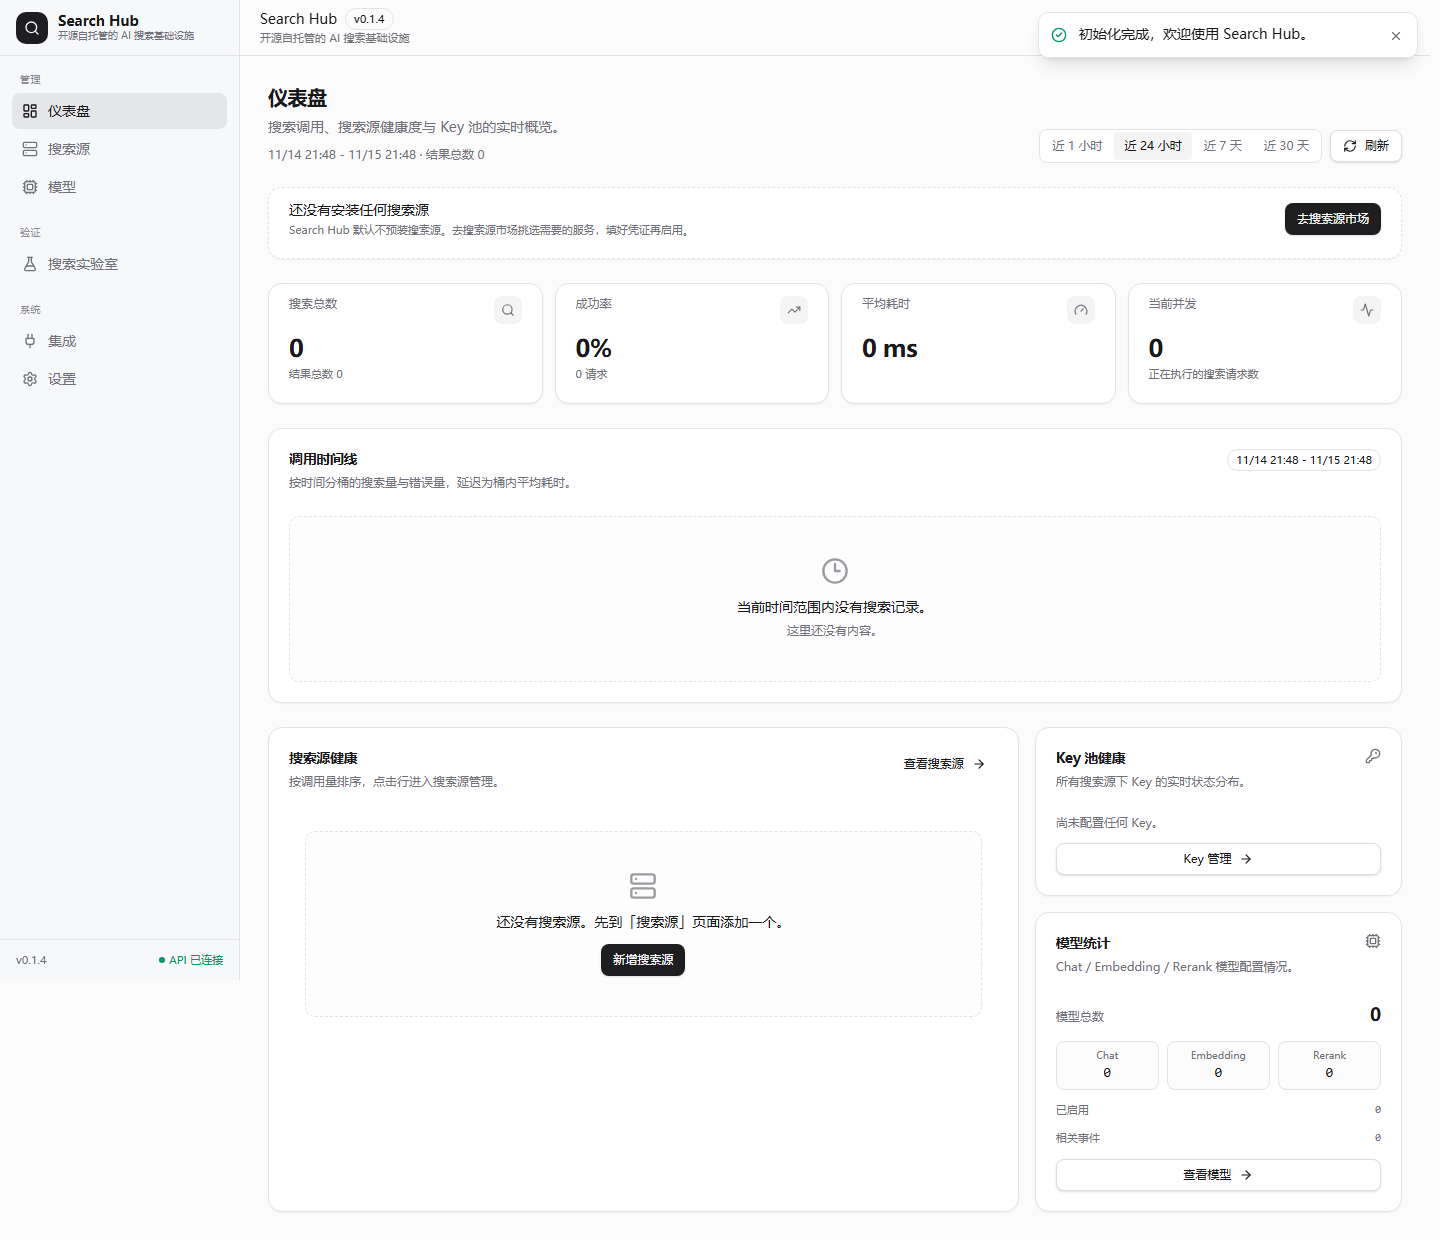 Search Hub
开源自托管的 AI 搜索基础设施
管理
仪表盘
搜索源
模型
验证
搜索实验室
系统
集成
设置
v0.1.4
API 已连接
Search Hub v0.1.4
开源自托管的 AI 搜索基础设施
初始化完成，欢迎使用 Search Hub。
仪表盘
搜索调用、搜索源健康度与 Key 池的实时概览。
11/14 21:48 - 11/15 21:48 · 结果总数 0
近 1 小时 近 24 小时 近 7 天 近 30 天 刷新
还没有安装任何搜索源
Search Hub 默认不预装搜索源。去搜索源市场挑选需要的服务，填好凭证再启用。
去搜索源市场
搜索总数
0
结果总数 0
成功率
0%
0 请求
平均耗时
0 ms
当前并发
0
正在执行的搜索请求数
调用时间线
按时间分桶的搜索量与错误量，延迟为桶内平均耗时。
11/14 21:48 - 11/15 21:48
当前时间范围内没有搜索记录。
这里还没有内容。
搜索源健康
按调用量排序，点击行进入搜索源管理。
查看搜索源
还没有搜索源。先到「搜索源」页面添加一个。
新增搜索源
Key 池健康
所有搜索源下 Key 的实时状态分布。
尚未配置任何 Key。
Key 管理
模型统计
Chat / Embedding / Rerank 模型配置情况。
模型总数 0
Chat
0
Embedding
0
Rerank
0
已启用 0
相关事件 0
查看模型